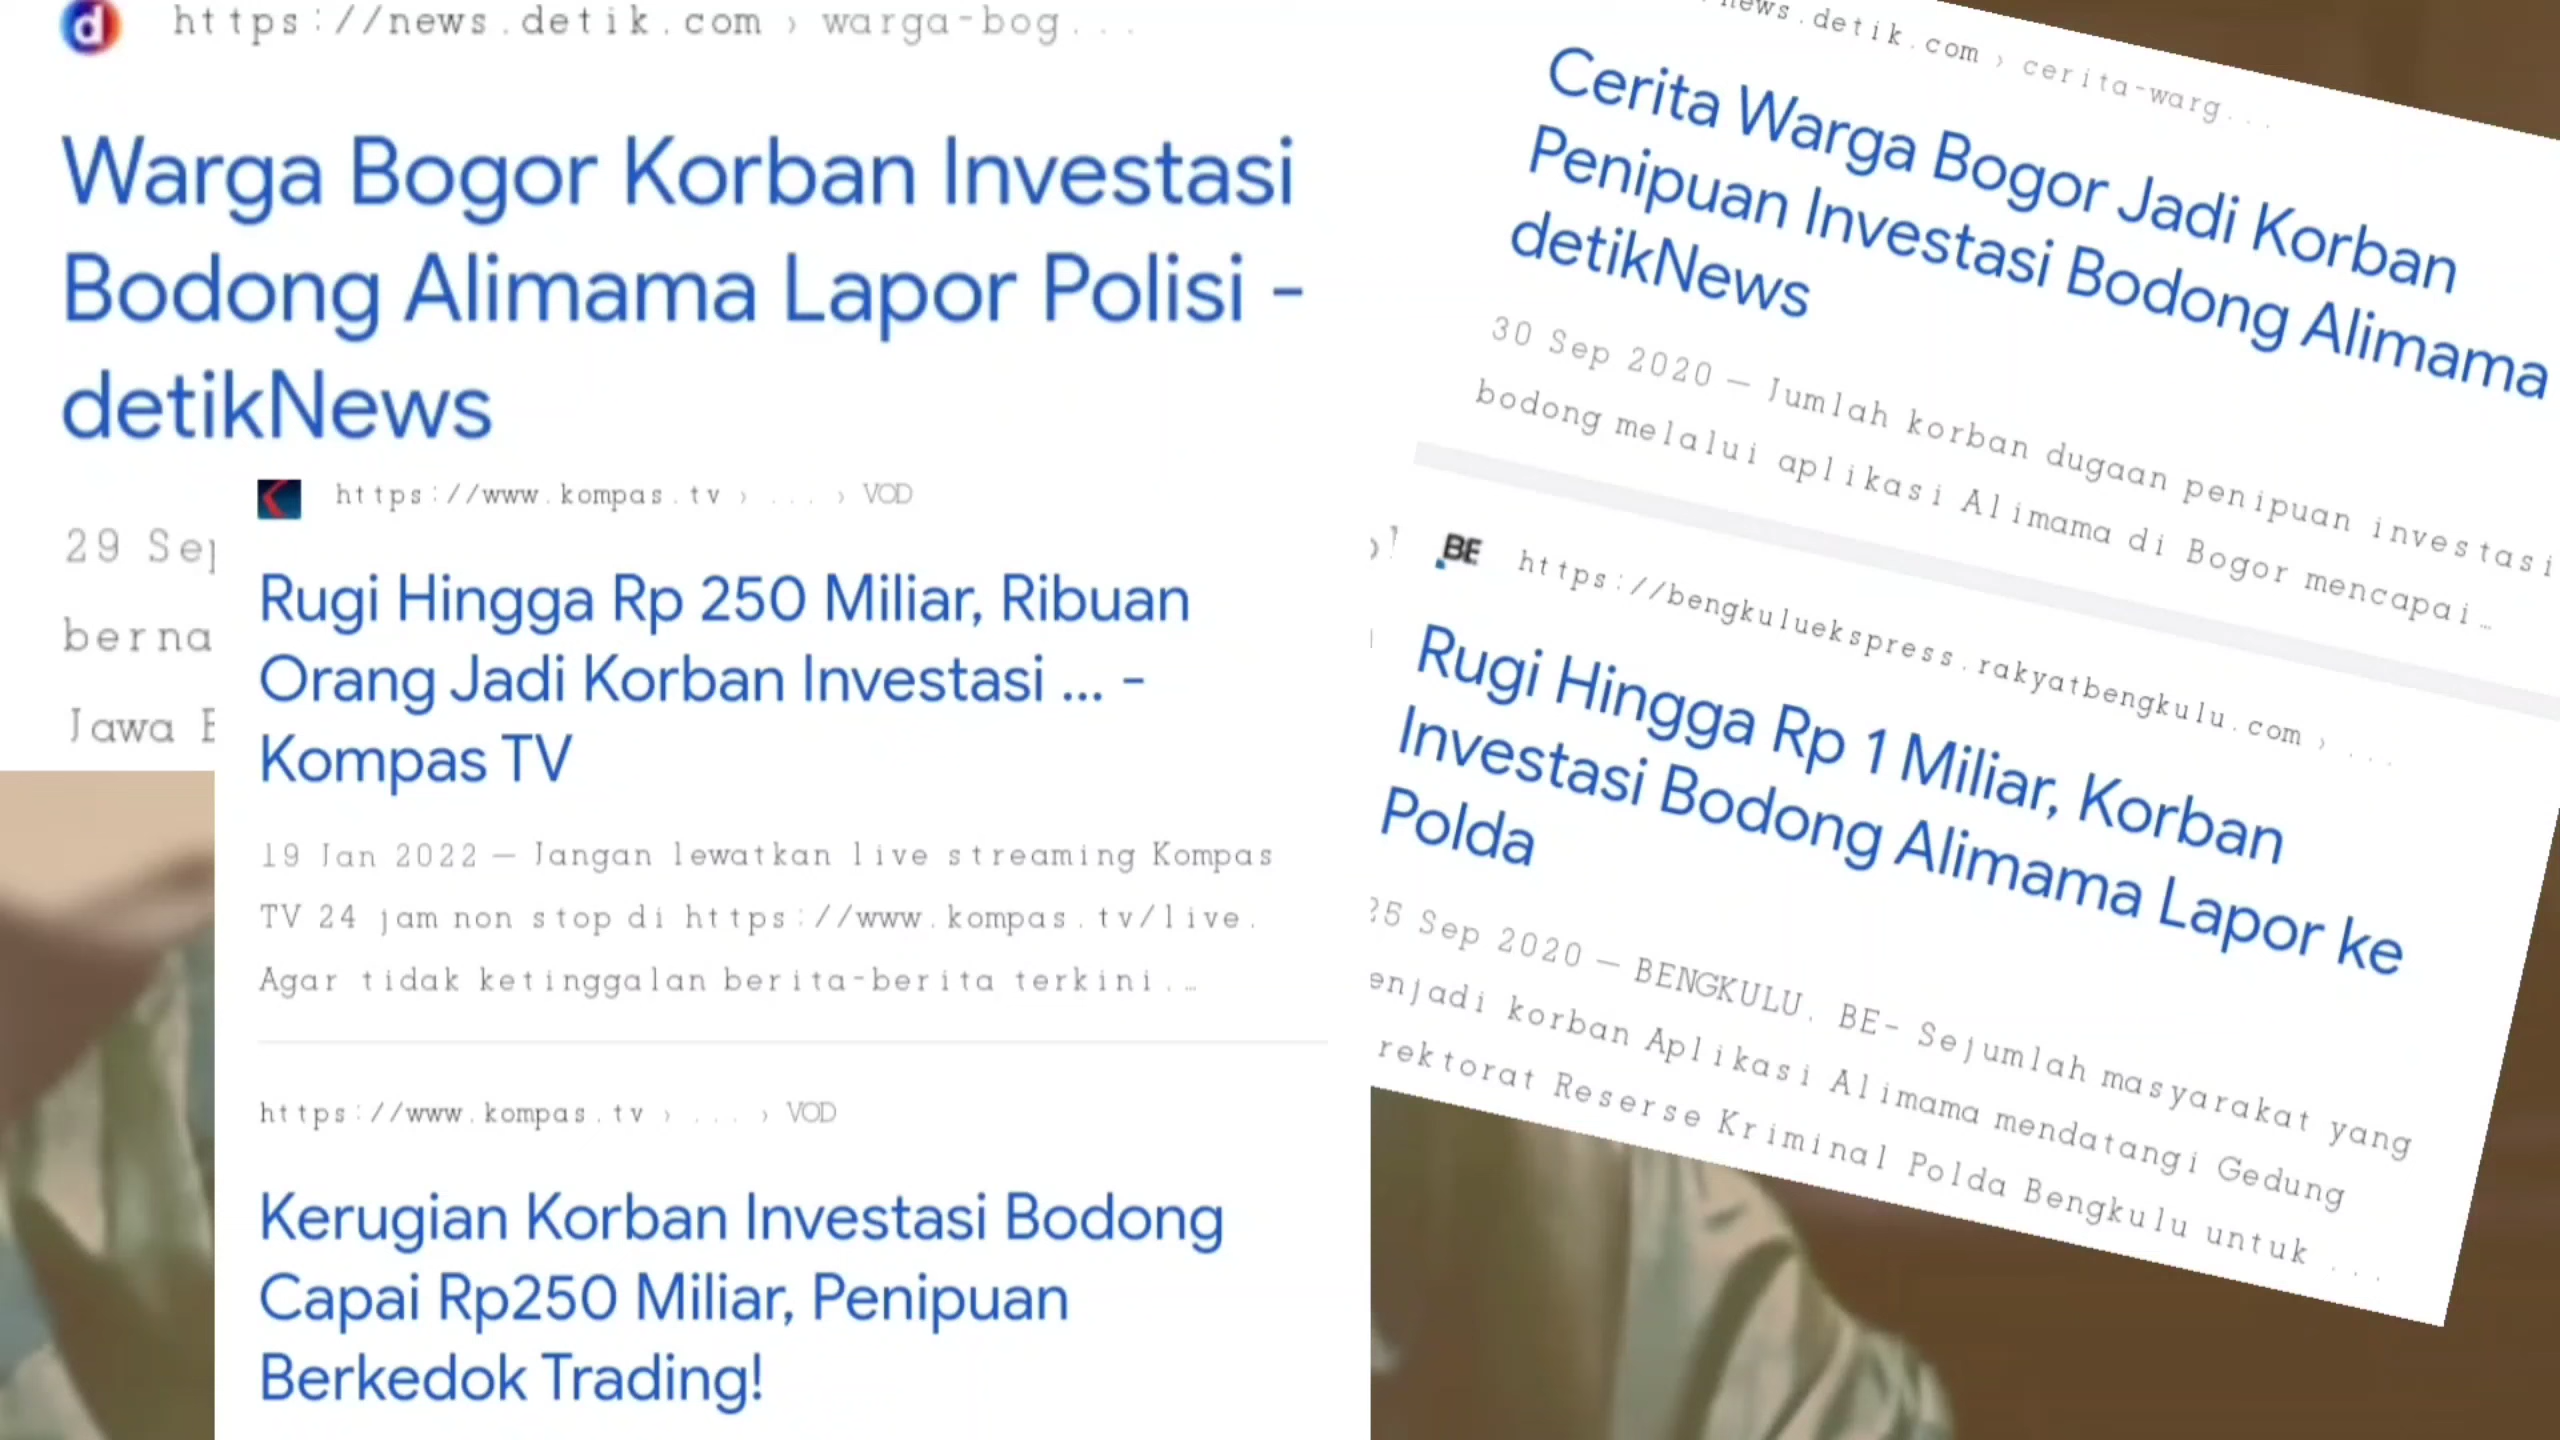 https://news.detik.com › warga-bog...
Warga Bogor Korban Investasi
Bodong Alimama Lapor Polisi -
detikNews
29
Jawa
https://www.kompas.tv › ... › VOD
Rugi Hingga Rp 250 Miliar, Ribuan
Orang Jadi Korban Investasi ... -
Kompas TV
19 Jan 2022 — Jangan lewatkan live streaming Kompas
TV 24 jam non stop di https://www.kompas.tv/live.
Agar tidak ketinggalan berita-berita terkini. ...
https://www.kompas.tv › ... › VOD
Kerugian Korban Investasi Bodong
Capai Rp250 Miliar, Penipuan
Berkedok Trading!
news.detik.com › cerita-warg...
Cerita Warga Bogor Jadi Korban
Penipuan Investasi Bodong Alimama
detikNews
30 Sep 2020 — Jumlah korban dugaan penipuan investasi
bodong melalui aplikasi Alimama di Bogor mencapai ...
BE
https://bengkuluekspress.rakyatbengkulu.com › ...
Rugi Hingga Rp 1 Miliar, Korban
Investasi Bodong Alimama Lapor ke
Polda
25 Sep 2020 — BENGKULU, BE- Sejumlah masyarakat yang
enjadi korban Aplikasi Alimama mendatangi Gedung
rektorat Reserse Kriminal Polda Bengkulu untuk ...